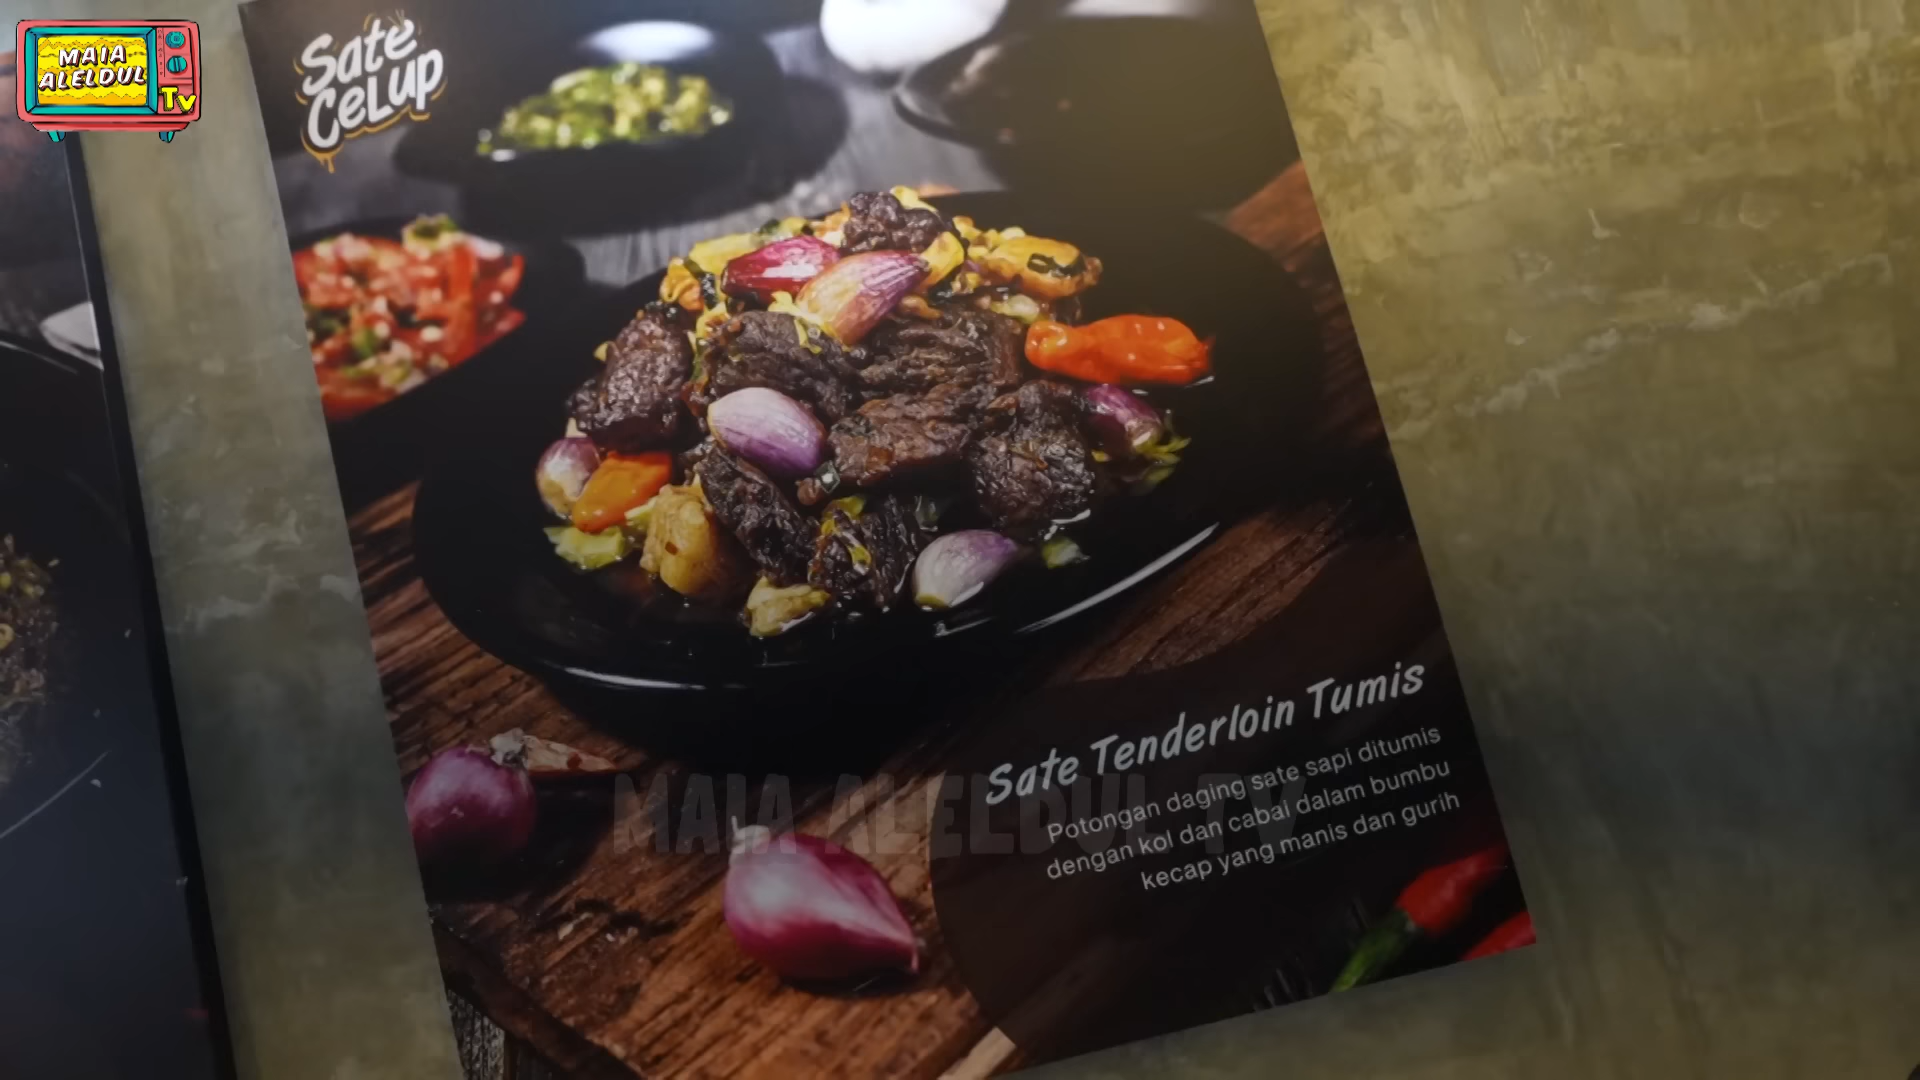 MAIA
ALELDUL
Tv
Sate
Celup
Sate Tenderloin Tumis
Potongan daging sate sapi ditumis
dengan kol dan cabai dalam bumbu
kecap yang manis dan gurih
MAIA ALELDUL TV